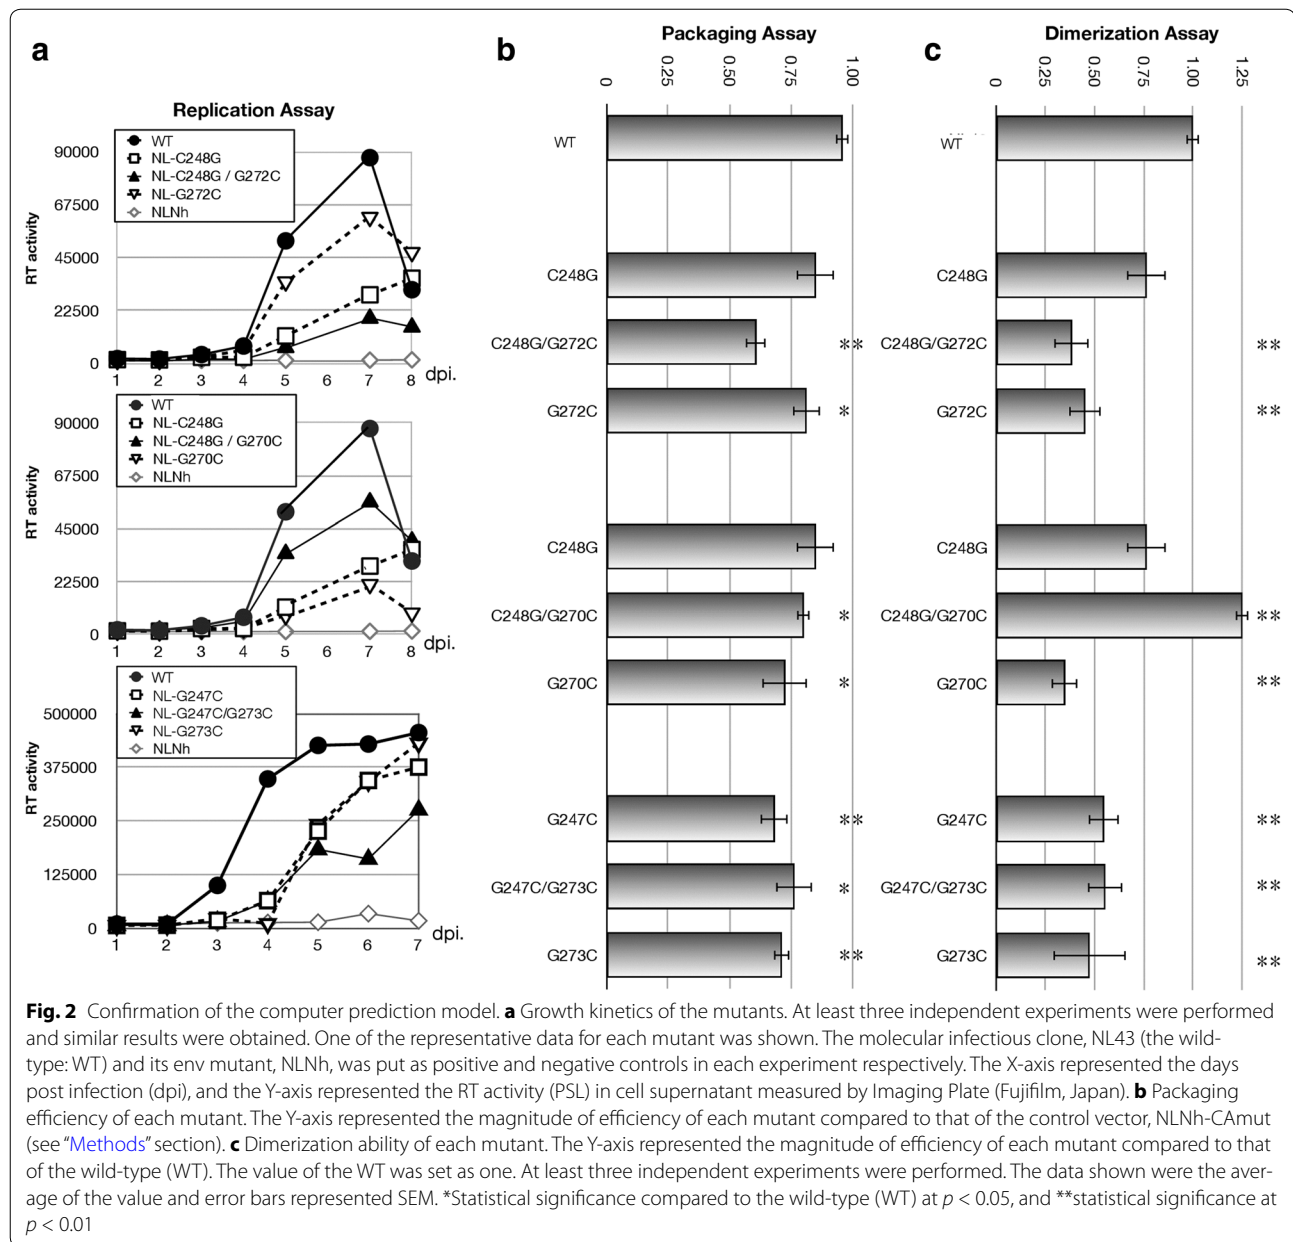 a
Replication Assay
WT
NL-C248G
NL-C248G / G272C
NL-G272C
NLNh
90000
67500
45000
22500
0
RT activity
1 2 3 4 5 7 8 dpi.
WT
NL-C248G
NL-C248G / G270C
NL-G270C
NLNh
90000
67500
45000
22500
0
RT activity
1 2 3 4 5 7 8 dpi.
WT
NL-G247C
NL-G247C/G273C
NL-G273C
NLNh
500000
375000
250000
125000
0
RT activity
1 2 3 4 5 6 7 dpi.
b
Packaging Assay
0 0.25 0.50 0.75 1.00
WT
C248G
C248G/G272C **
G272C *
C248G
C248G/G270C *
G270C *
G247C **
G247C/G273C *
G273C **
c
Dimerization Assay
0 0.25 0.50 0.75 1.00 1.25
WT
C248G
C248G/G272C **
G272C **
C248G
C248G/G270C **
G270C **
G247C **
G247C/G273C **
G273C **
Fig. 2 Confirmation of the computer prediction model. a Growth kinetics of the mutants. At least three independent experiments were performed
and similar results were obtained. One of the representative data for each mutant was shown. The molecular infectious clone, NL43 (the wild-
type: WT) and its env mutant, NLNh, was put as positive and negative controls in each experiment respectively. The X-axis represented the days
post infection (dpi), and the Y-axis represented the RT activity (PSL) in cell supernatant measured by Imaging Plate (Fujifilm, Japan). b Packaging
efficiency of each mutant. The Y-axis represented the magnitude of efficiency of each mutant compared to that of the control vector, NLNh-CAmut
(see “Methods” section). c Dimerization ability of each mutant. The Y-axis represented the magnitude of efficiency of each mutant compared to that
of the wild-type (WT). The value of the WT was set as one. At least three independent experiments were performed. The data shown were the aver-
age of the value and error bars represented SEM. *Statistical significance compared to the wild-type (WT) at p < 0.05, and **statistical significance at
p < 0.01